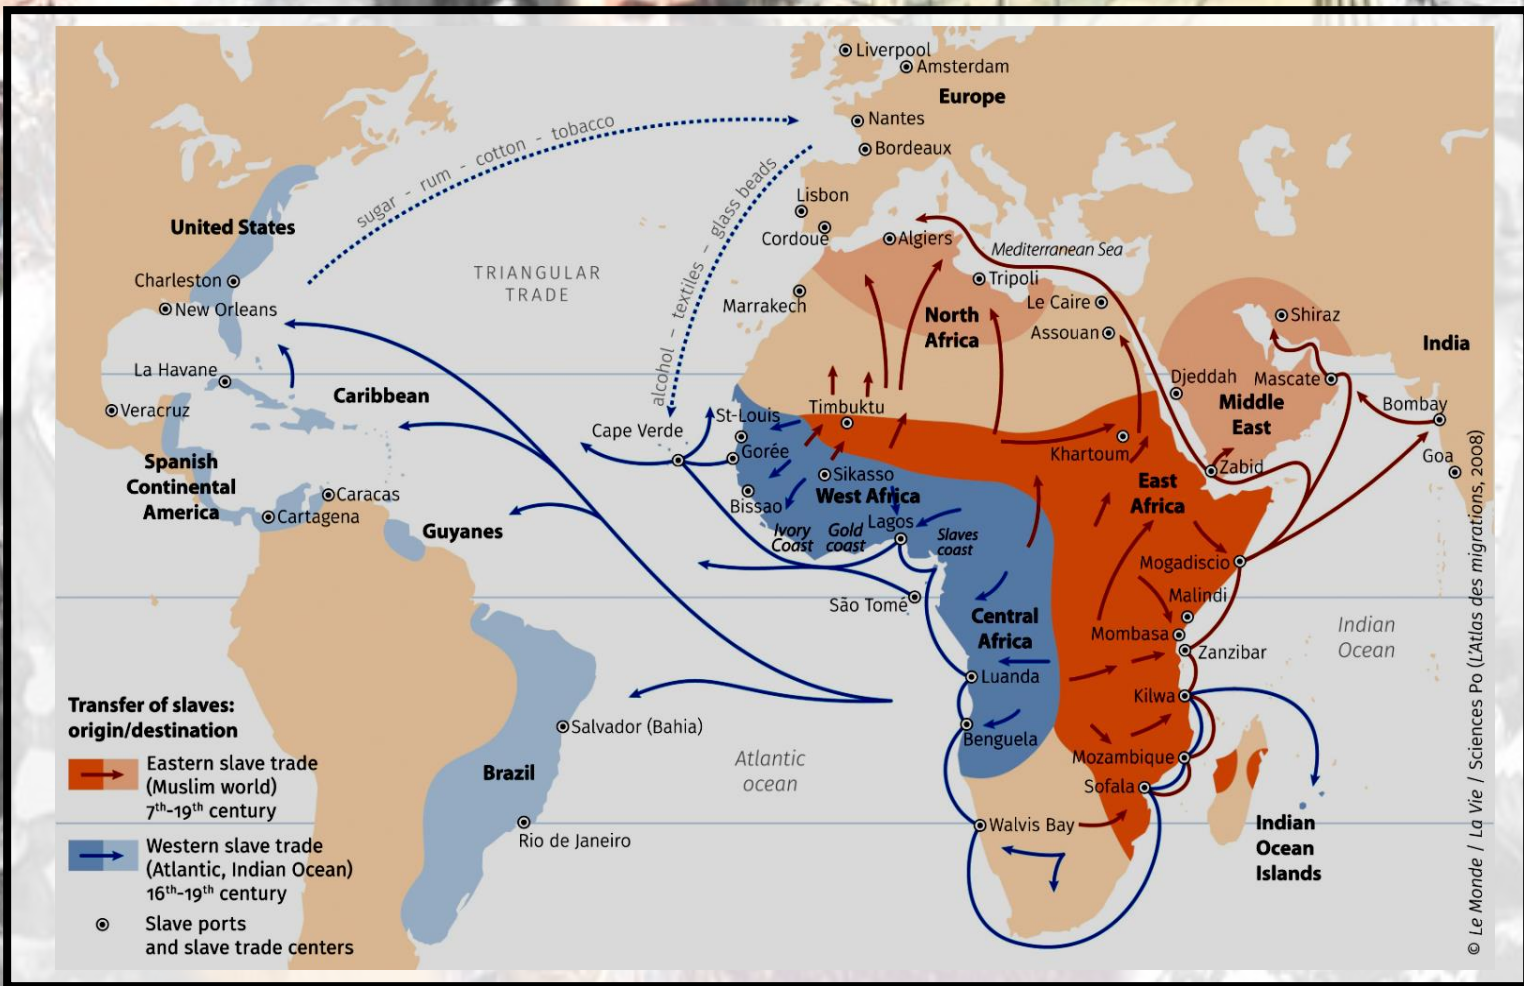 Liverpool
Amsterdam
Europe
Nantes
Bordeaux
sugar - rum - cotton - tobacco
alcohol - textiles - glass beads
Lisbon
Cordoue
Algiers
Mediterranean Sea
United States
TRIANGULAR
TRADE
Charleston
New Orleans
Marrakech
Tripoli
Le Caire
North
Africa
Assouan
Shiraz
India
La Havane
Caribbean
Veracruz
Djeddah
Mascate
Middle
East
Bombay
Goa
Timbuktu
St-Louis
Cape Verde
Gorée
Khartoum
Zabid
Spanish
Continental
America
Caracas
Cartagena
Guyanes
Sikasso
West Africa
Bissao
Ivory
Coast
Gold
coast
Lagos
Slaves
coast
East
Africa
Mogadiscio
São Tomé
Malindi
Central
Africa
Mombasa
Zanzibar
Indian
Ocean
Luanda
Kilwa
Transfer of slaves:
origin/destination
Eastern slave trade
(Muslim world)
7th-19th century
Western slave trade
(Atlantic, Indian Ocean)
16th-19th century
Slave ports
and slave trade centers
Salvador (Bahia)
Brazil
Rio de Janeiro
Atlantic
ocean
Benguela
Mozambique
Sofala
Walvis Bay
Indian
Ocean
Islands
© Le Monde / La Vie / Sciences Po (L'Atlas des migrations, 2008)